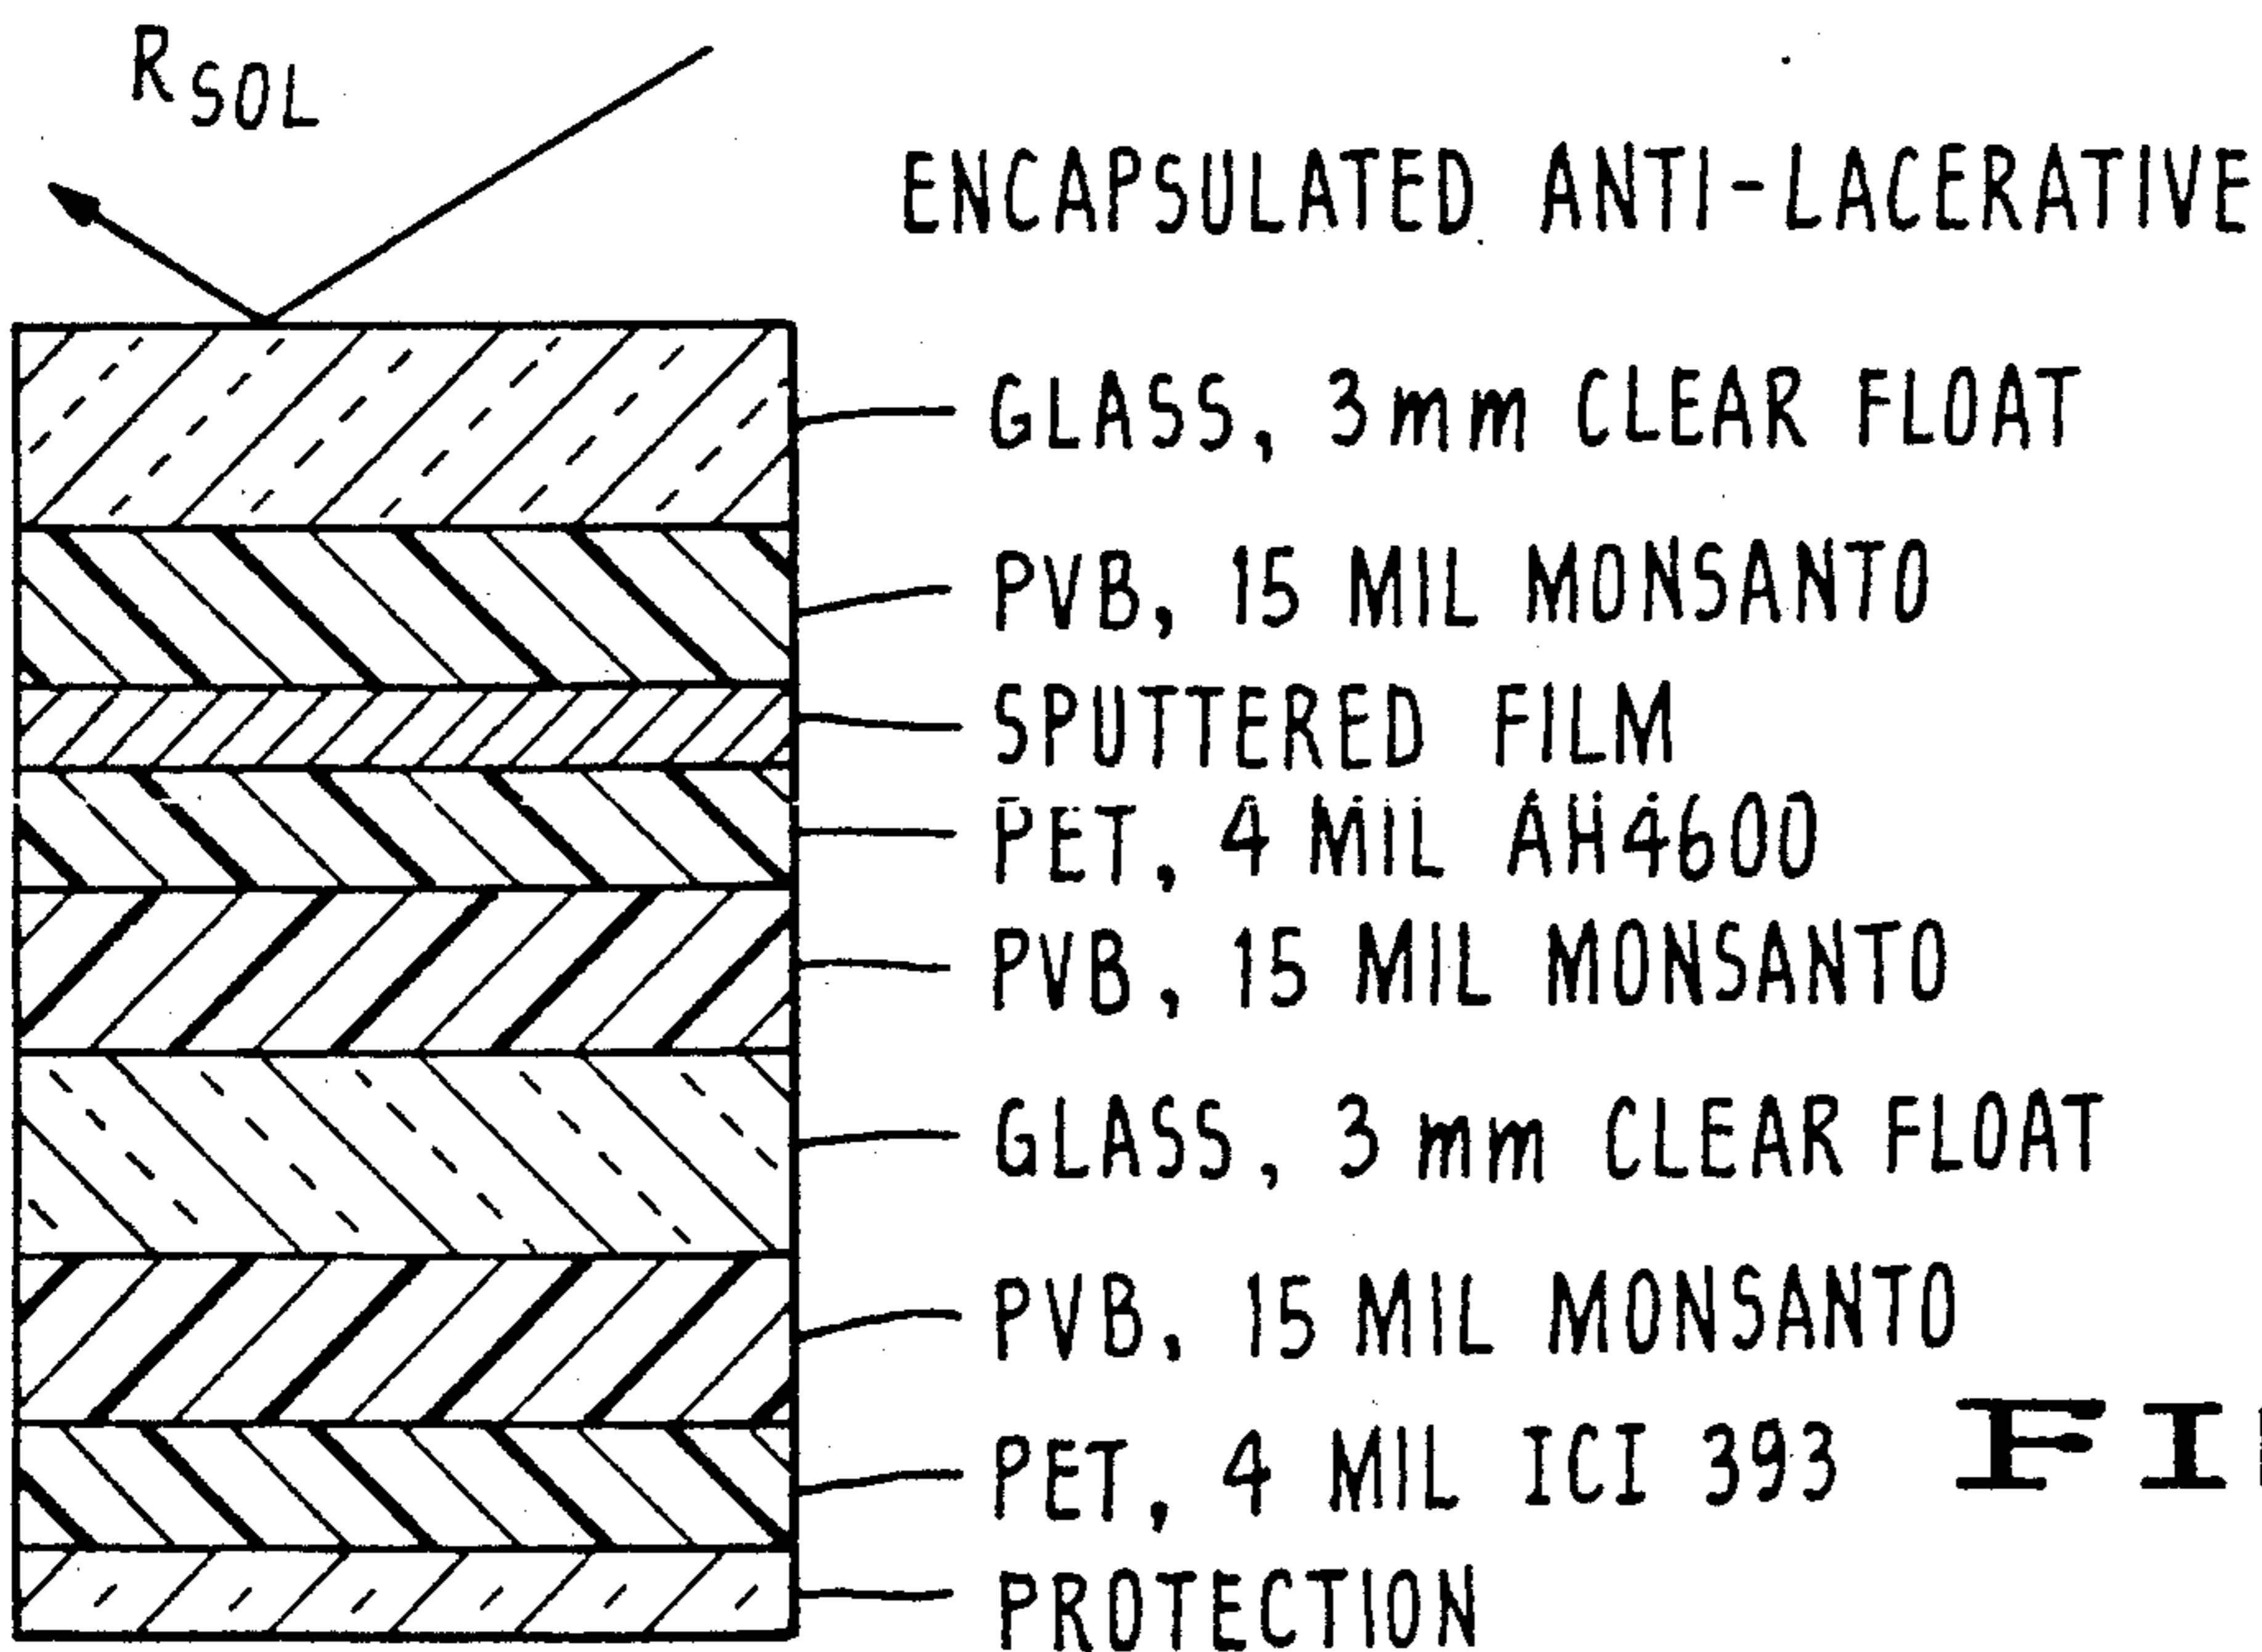 RSOL
ENCAPSULATED ANTI-LACERATIVE
GLASS, 3mm CLEAR FLOAT
PVB, 15 MIL MONSANTO
SPUTTERED FILM
PET, 4 MIL AH4600
PVB, 15 MIL MONSANTO
GLASS, 3 mm CLEAR FLOAT
PVB, 15 MIL MONSANTO
PET, 4 MIL ICI 393
PROTECTION